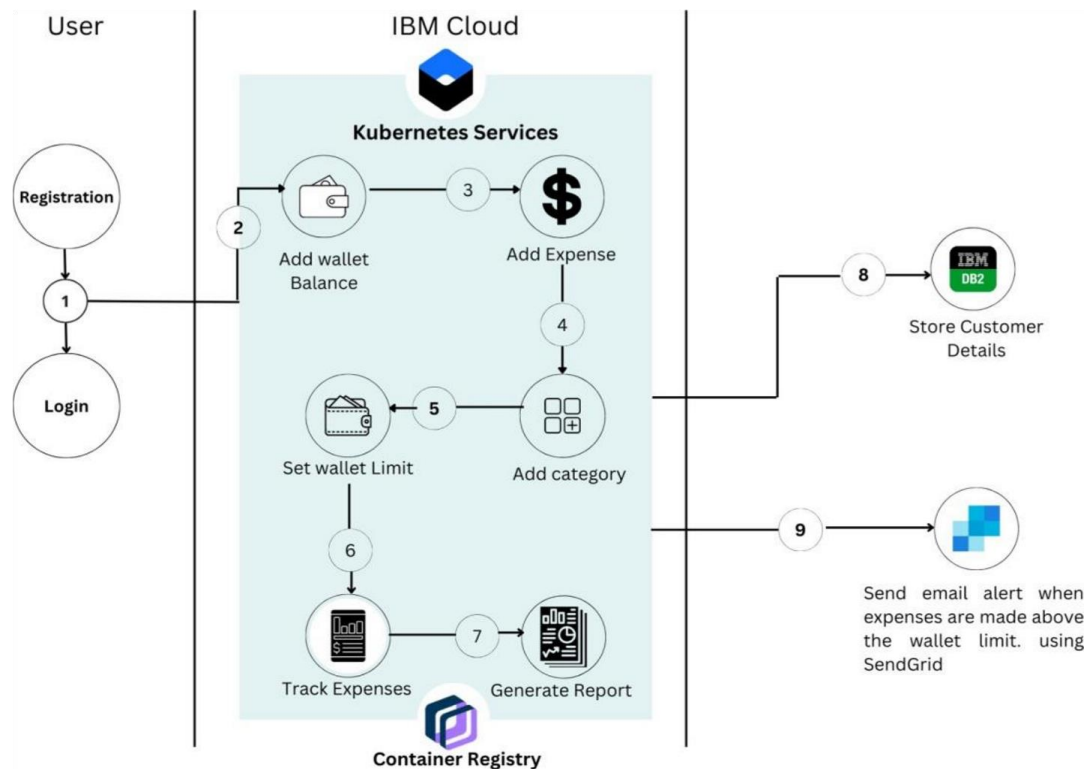 User
IBM Cloud
Kubernetes Services
Registration
1
Login
2
Add wallet
Balance
3
Add Expense
4
Add category
5
Set wallet Limit
6
Track Expenses
7
Generate Report
Container Registry
8
IBM
DB2
Store Customer
Details
9
Send email alert when
expenses are made above
the wallet limit. using
SendGrid